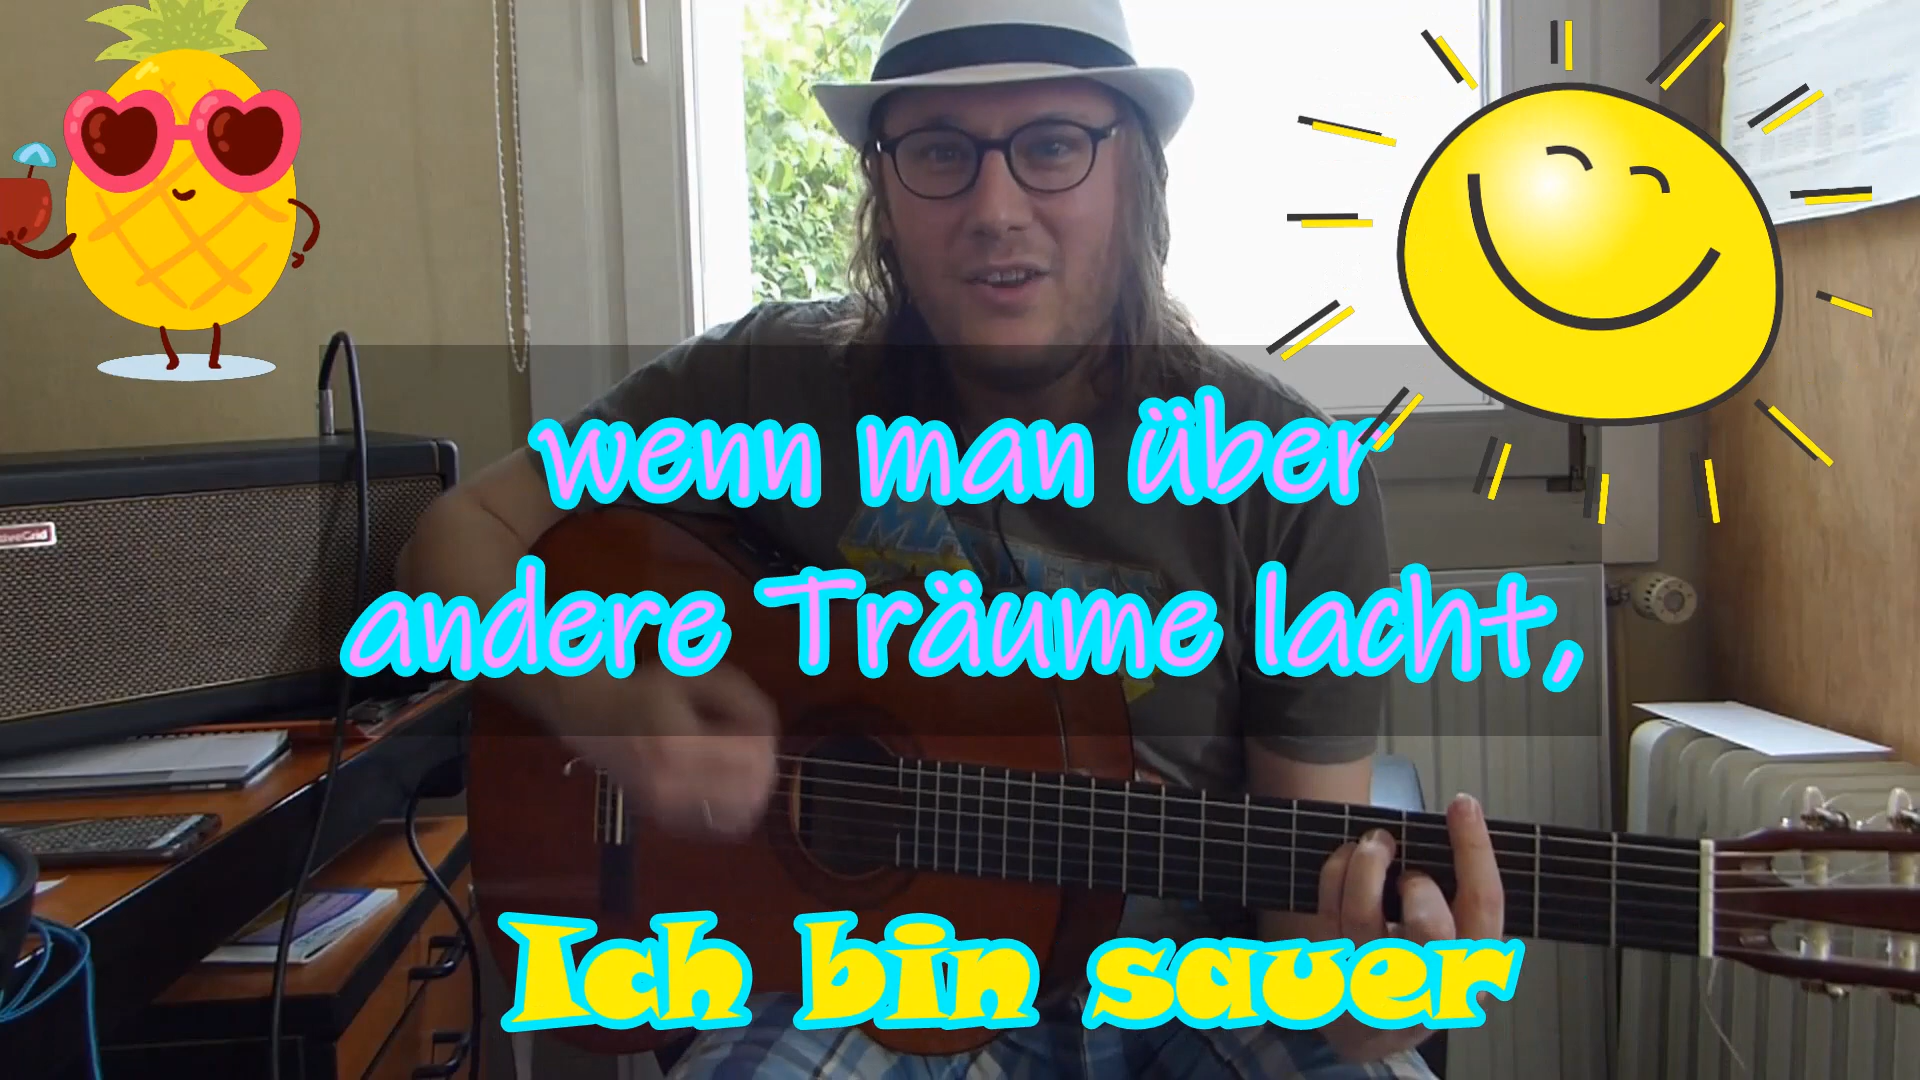 wenn man über
andere Träume lacht,
Ich bin sauer